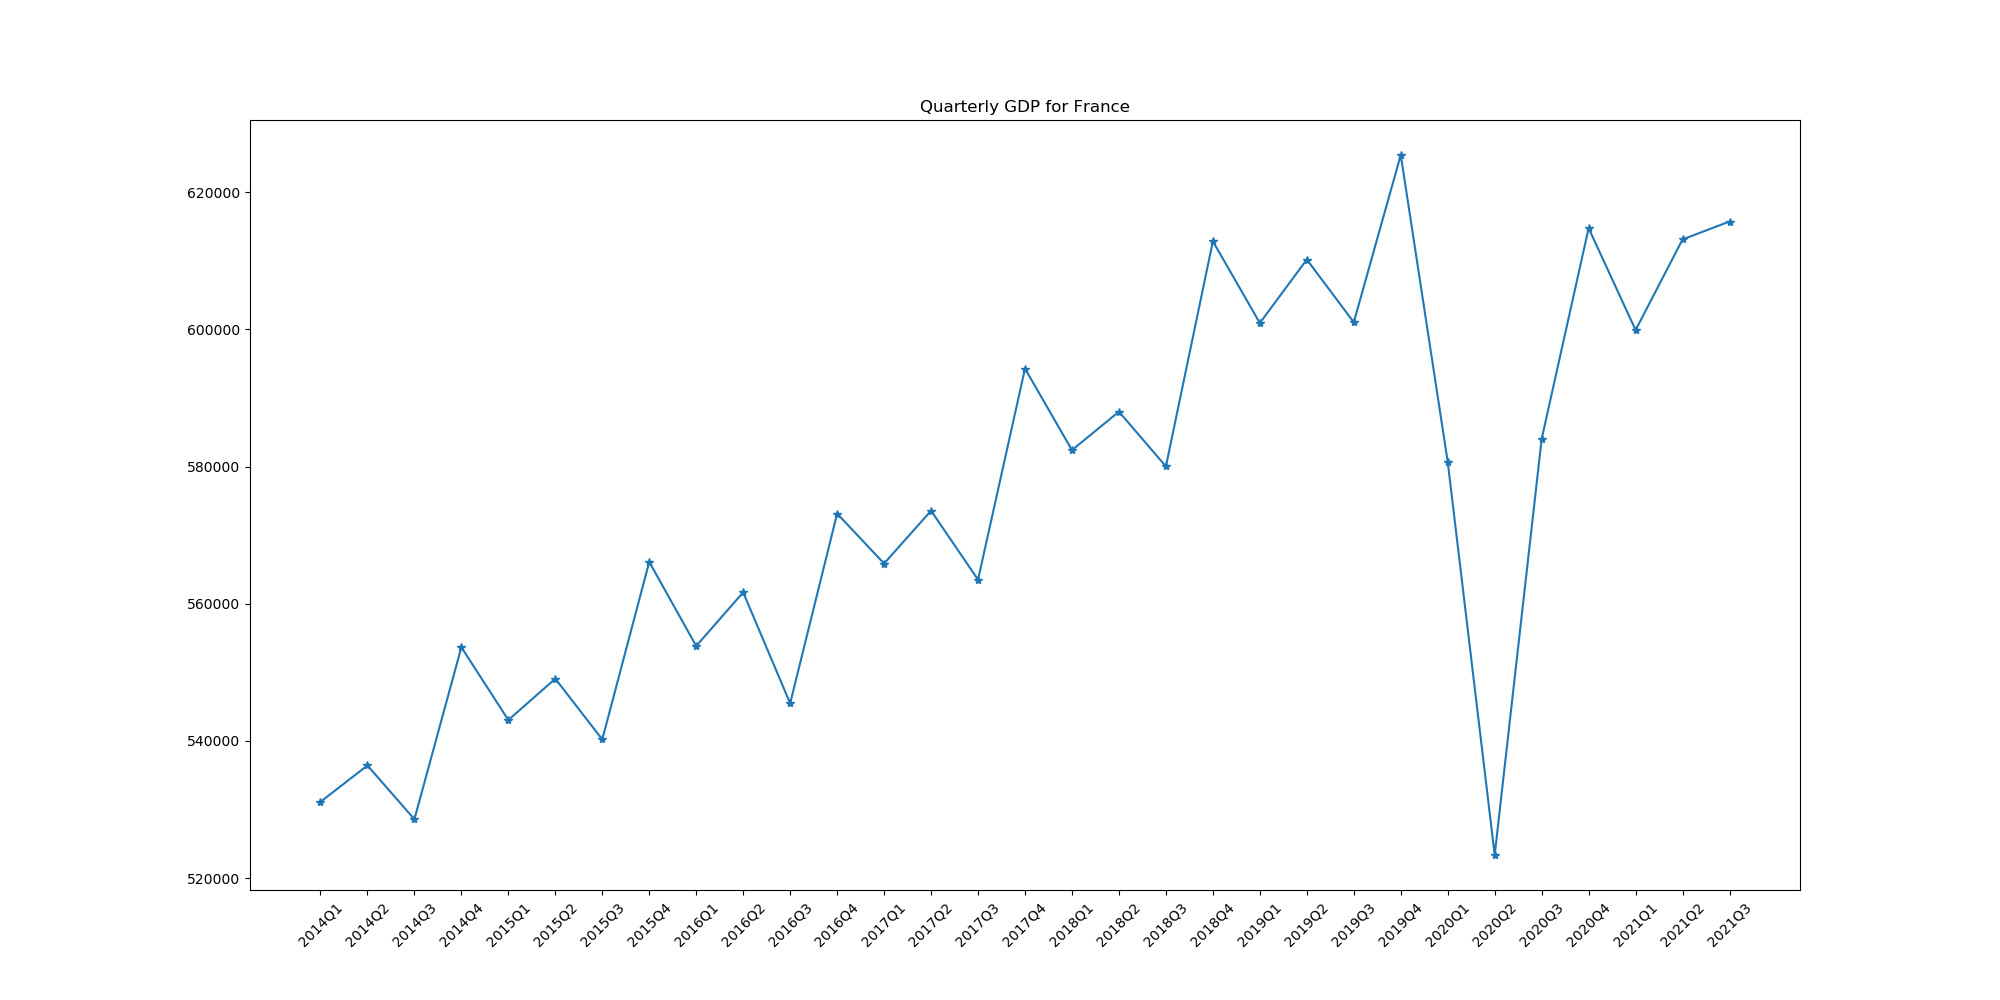 Quarterly GDP for France
620000
600000
580000
560000
540000
520000
2014Q1
2014Q2
2014Q3
2014Q4
2015Q1
2015Q2
2015Q3
2015Q4
2016Q1
2016Q2
2016Q3
2016Q4
2017Q1
2017Q2
2017Q3
2017Q4
2018Q1
2018Q2
2018Q3
2018Q4
2019Q1
2019Q2
2019Q3
2019Q4
2020Q1
2020Q2
2020Q3
2020Q4
2021Q1
2021Q2
2021Q3